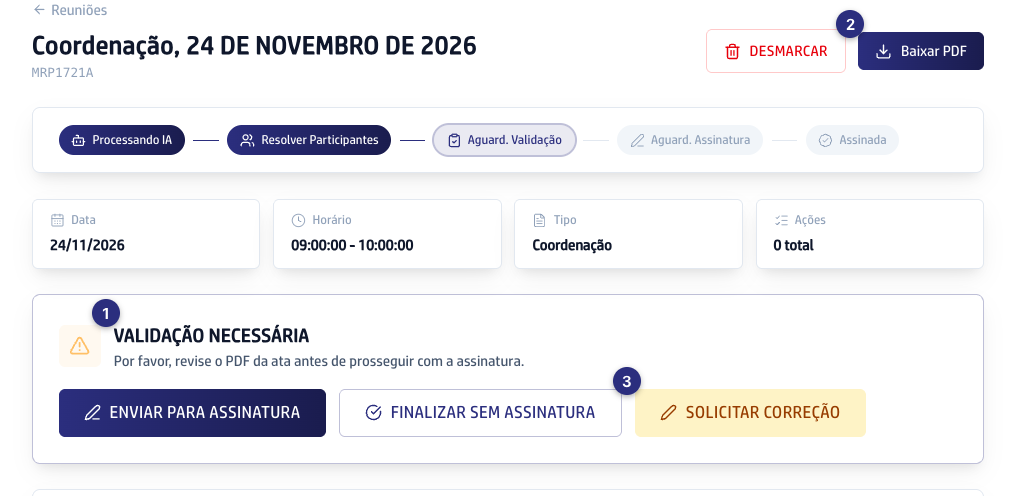 Reuniões
Coordenação, 24 DE NOVEMBRO DE 2026
MRP1721A
DESMARCAR
2
Baixar PDF
Processando IA
Resolver Participantes
Aguard. Validação
Aguard. Assinatura
Assinada
Data
24/11/2026
Horário
09:00:00 - 10:00:00
Tipo
Coordenação
Ações
0 total
1
VALIDAÇÃO NECESSÁRIA
Por favor, revise o PDF da ata antes de prosseguir com a assinatura.
ENVIAR PARA ASSINATURA
FINALIZAR SEM ASSINATURA
3
SOLICITAR CORREÇÃO